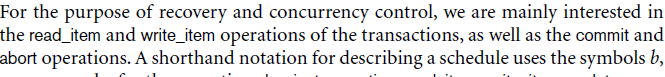 For the purpose of recovery and concurrency control, we are mainly interested in
the read_item and write_item operations of the transactions, as well as the commit and
abort operations. A shorthand notation for describing a schedule uses the symbols b,